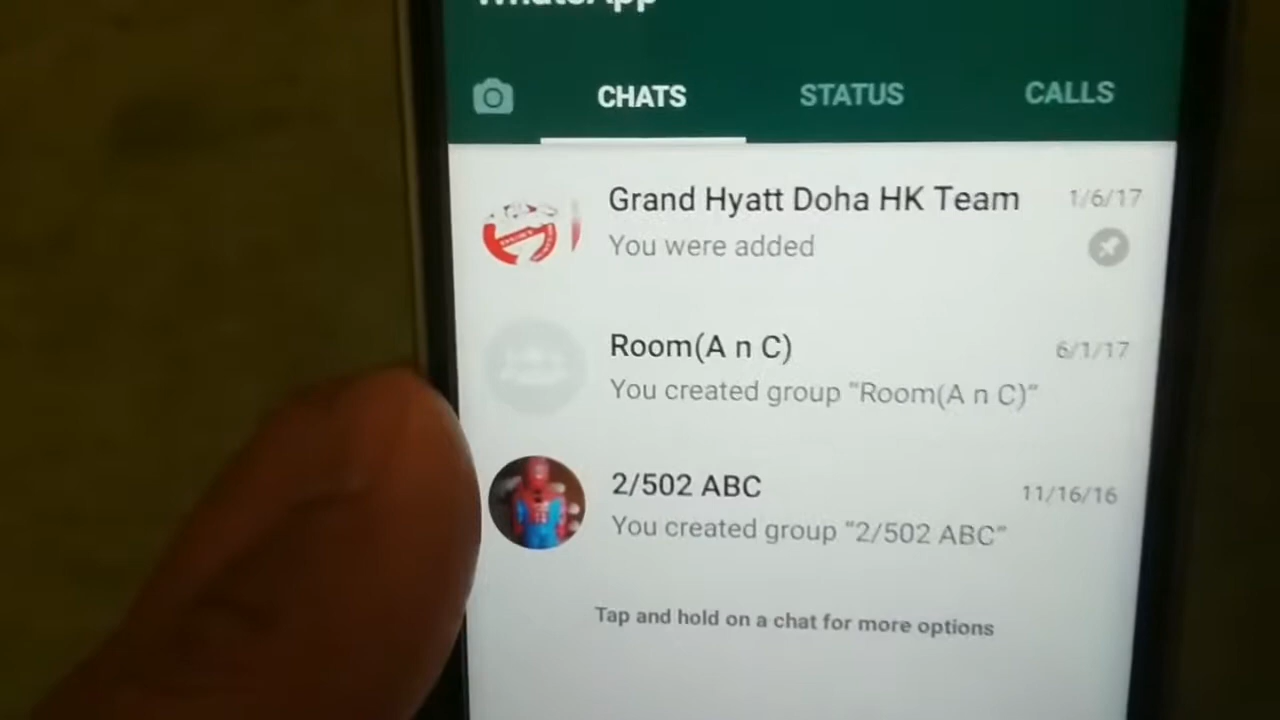 WhatsApp
CHATS STATUS CALLS
Grand Hyatt Doha HK Team 1/6/17
You were added
Room(A n C) 6/1/17
You created group "Room(A n C)"
2/502 ABC 11/16/16
You created group "2/502 ABC"
Tap and hold on a chat for more options